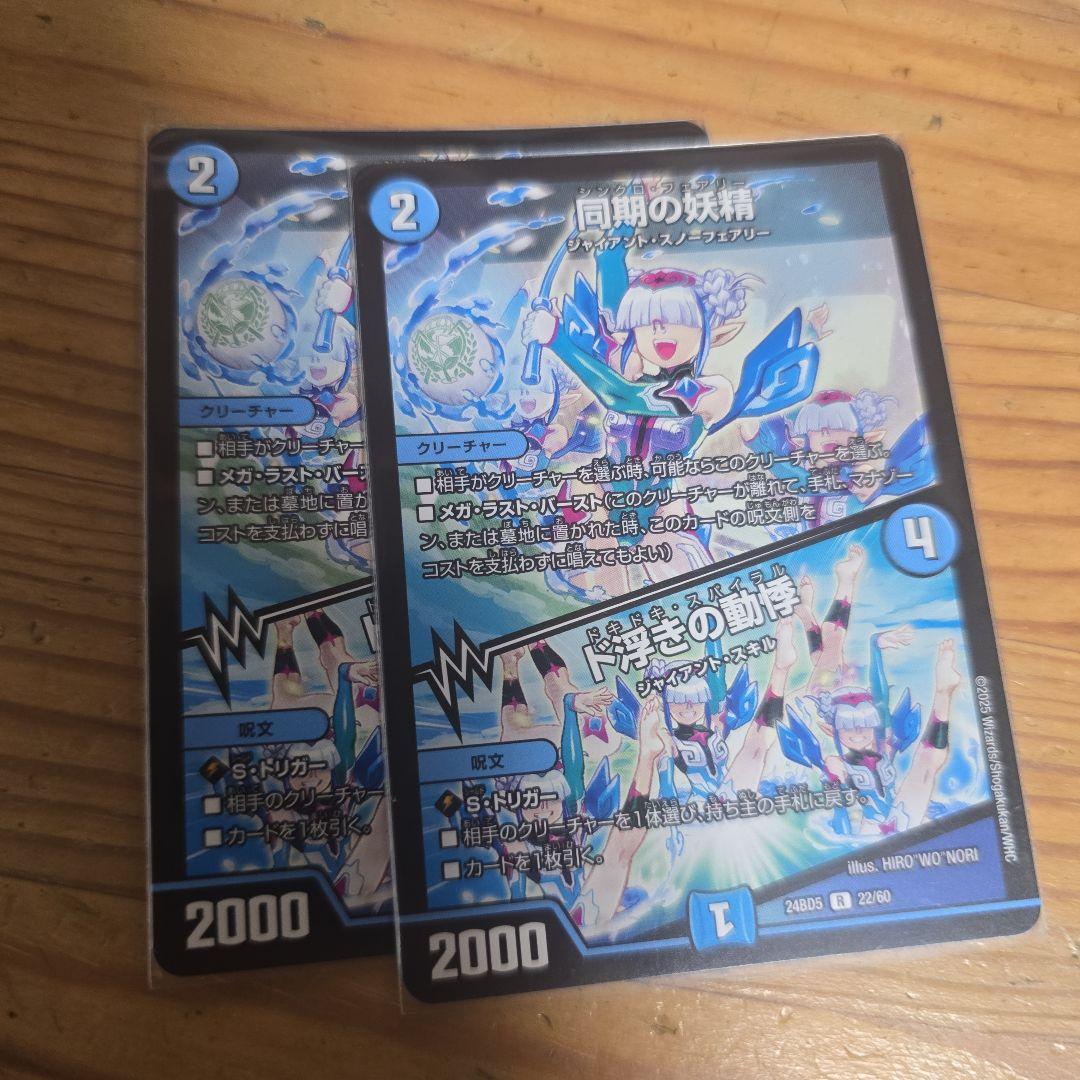 2
クリーチャー
■相手がクリーチャー
■メガ・ラスト・バー
ン、または墓地に置か
コストを支払わずに唱
呪文
S・トリガー
■相手のクリーチャー
■カードを1枚引く。
2000
2
シンクロ・フェアリー
同期の妖精
ジャイアント・スノーフェアリー
クリーチャー
■相手がクリーチャーを選ぶ時、可能ならこのクリーチャーを選ぶ。
■メガ・ラスト・バースト(このクリーチャーが離れて、手札、マナゾー
ン、または墓地に置かれた時、このカードの呪文側を
コストを支払わずに唱えてもよい)
4
ドキドキ・スパイラル
ド浮きの動悸
ジャイアント・スキル
呪文
S・トリガー
■相手のクリーチャーを1体選び、持ち主の手札に戻す。
■カードを1枚引く。
illus. HIRO"WO"NORI
24BD5 R 22/60
1
2000
©2025 Wizards/Shogakukan/WHC